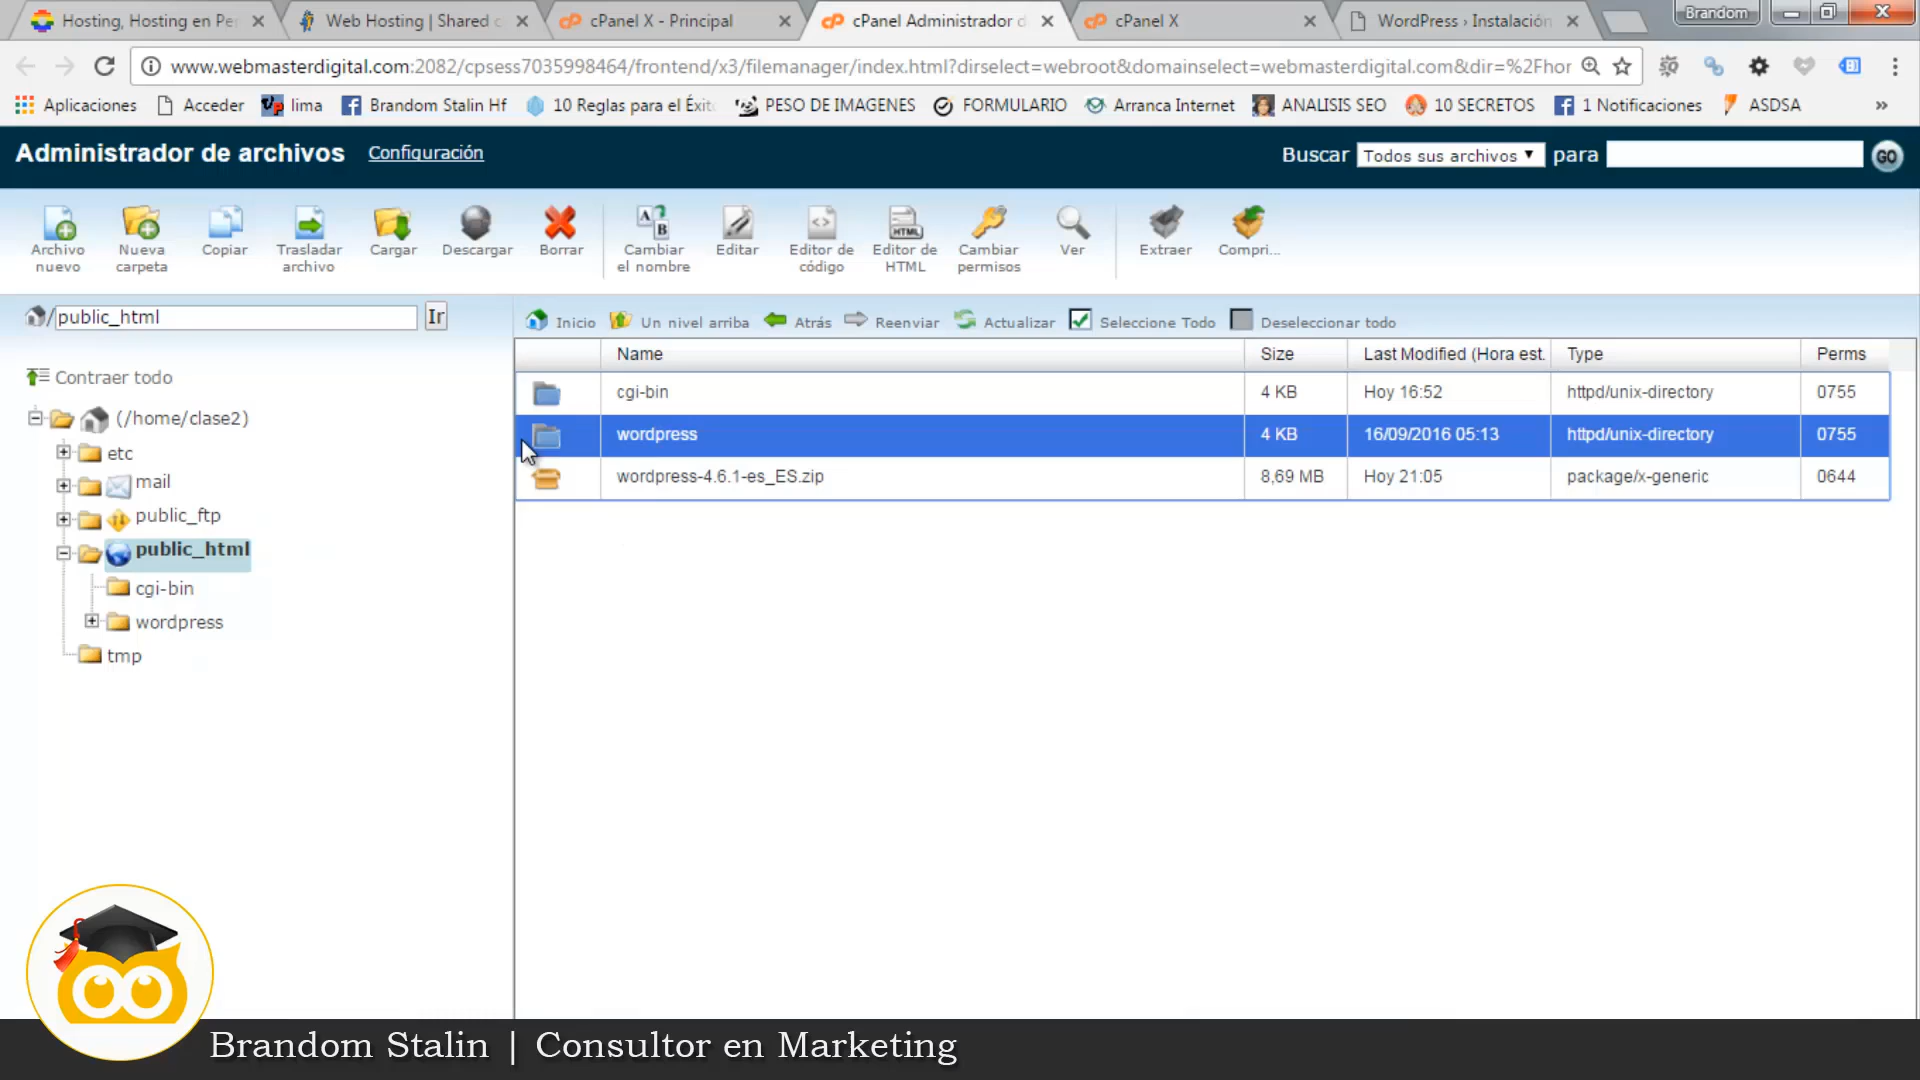 Hosting, Hosting en Per
Web Hosting | Shared c
cPanel X - Principal
cPanel Administrador d
cPanel X
WordPress › Instalación
Brandom
www.webmasterdigital.com:2082/cpsess7035998464/frontend/x3/filemanager/index.html?dirselect=webroot&domainselect=webmasterdigital.com&dir=%2Fhor
Aplicaciones
Acceder
lima
Brandom Stalin Hf
10 Reglas para el Éxit
PESO DE IMAGENES
FORMULARIO
Arranca Internet
ANALISIS SEO
10 SECRETOS
1 Notificaciones
ASDSA
»
Administrador de archivos
Configuración
Buscar
Todos sus archivos
para
GO
Archivo nuevo
Nueva carpeta
Copiar
Trasladar archivo
Cargar
Descargar
Borrar
Cambiar el nombre
Editar
Editor de código
Editor de HTML
Cambiar permisos
Ver
Extraer
Compri...
/public_html
Ir
Inicio
Un nivel arriba
Atrás
Reenviar
Actualizar
Seleccione Todo
Deseleccionar todo
Contraer todo
(/home/clase2)
etc
mail
public_ftp
public_html
cgi-bin
wordpress
tmp
Name Size Last Modified (Hora est. Type Perms
cgi-bin 4 KB Hoy 16:52 httpd/unix-directory 0755
wordpress 4 KB 16/09/2016 05:13 httpd/unix-directory 0755
wordpress-4.6.1-es_ES.zip 8,69 MB Hoy 21:05 package/x-generic 0644
Brandom Stalin | Consultor en Marketing